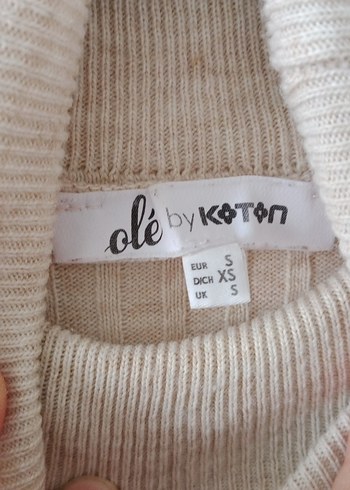 olé by KOTON
EUR S
DICH XS
UK S